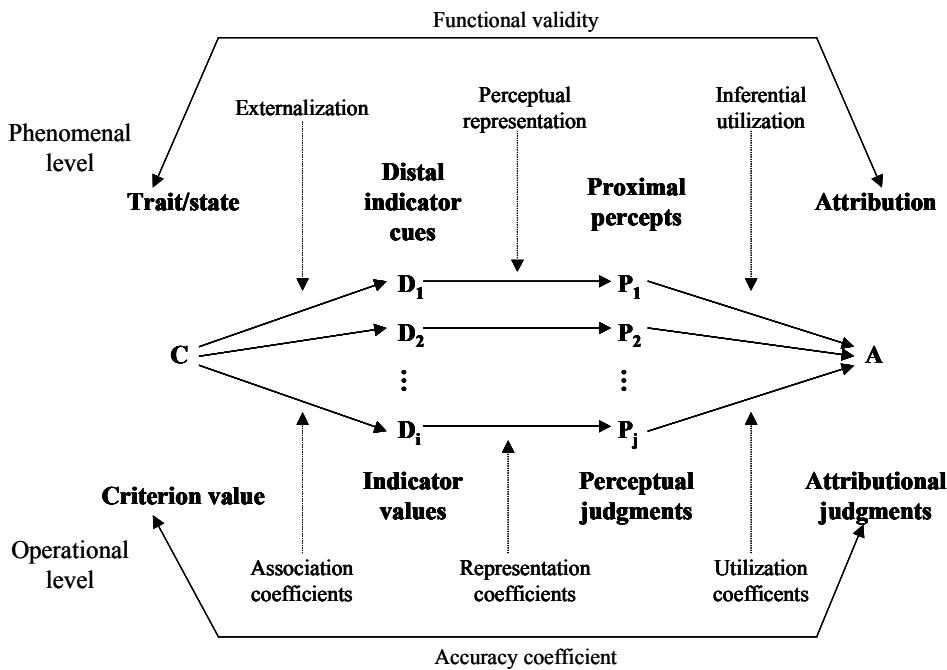 Functional validity
Externalization
Perceptual
representation
Inferential
utilization
Phenomenal
level
Trait/state
Distal
indicator
cues
Proximal
percepts
Attribution
D1
P1
D2
P2
C
A
...
...
Di
Pj
Criterion value
Indicator
values
Perceptual
judgments
Attributional
judgments
Operational
level
Association
coefficients
Representation
coefficients
Utilization
coefficents
Accuracy coefficient